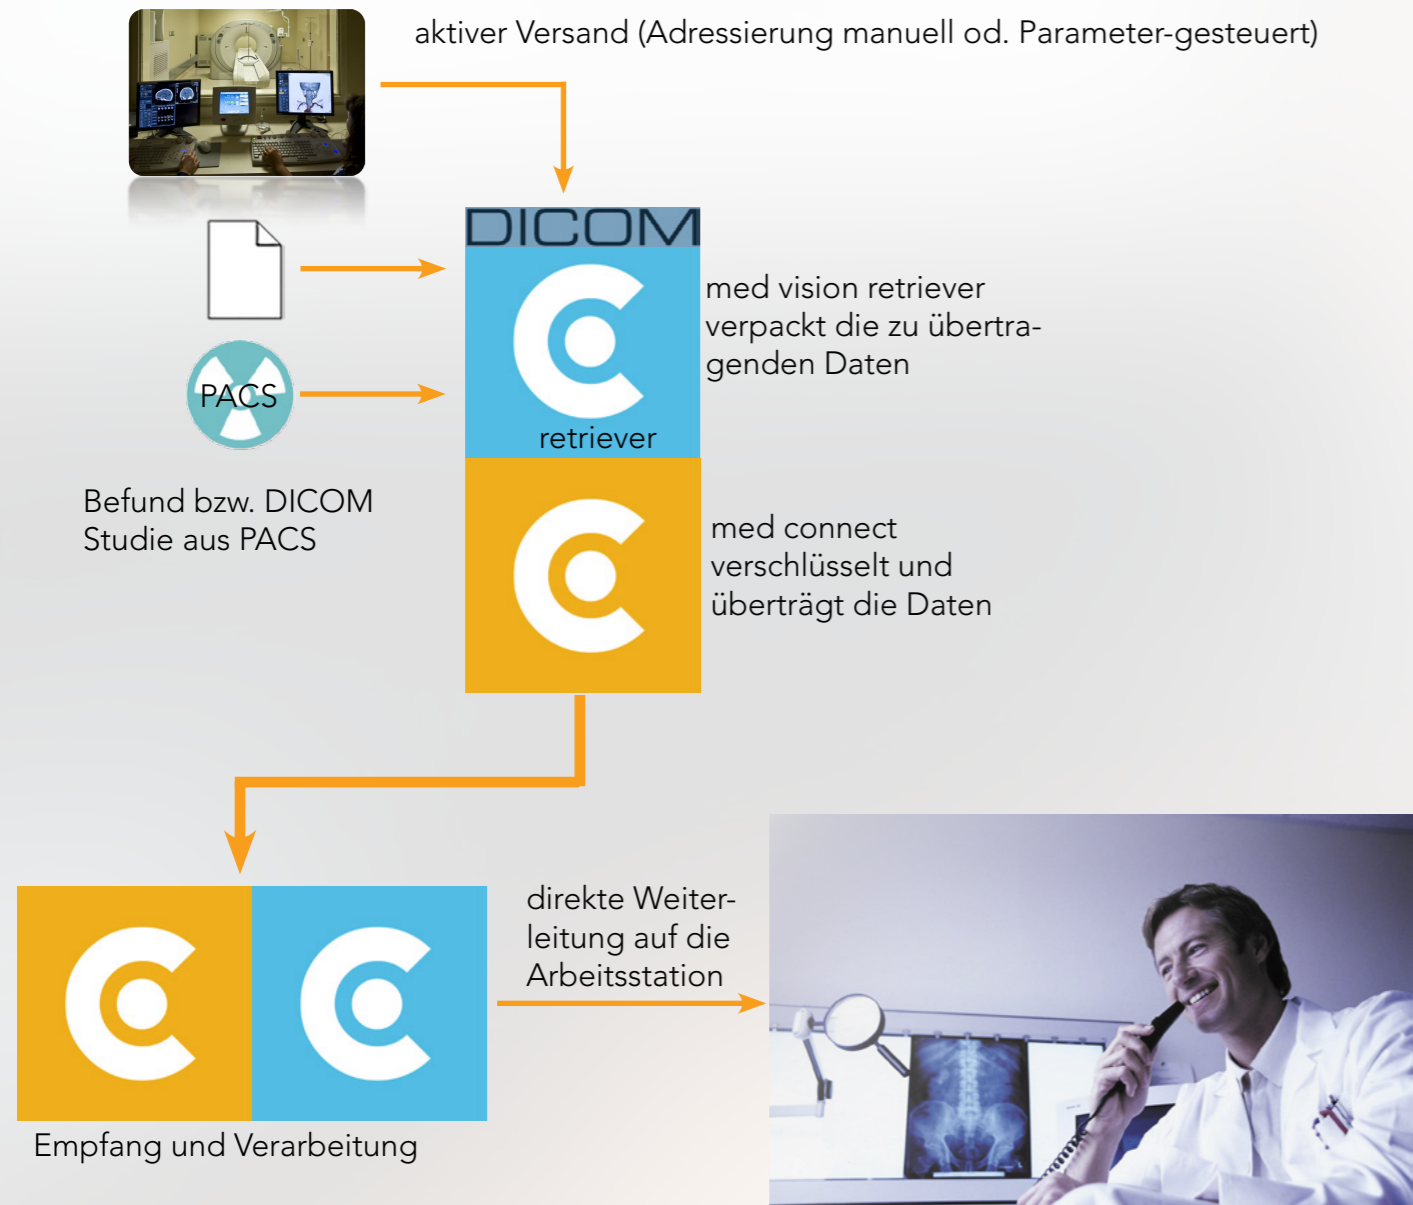 aktiver Versand (Adressierung manuell od. Parameter-gesteuert)
DICOM
med vision retriever
verpackt die zu übertra-
genden Daten
PACS
retriever
Befund bzw. DICOM
Studie aus PACS
med connect
verschlüsselt und
überträgt die Daten
direkte Weiter-
leitung auf die
Arbeitsstation
Empfang und Verarbeitung